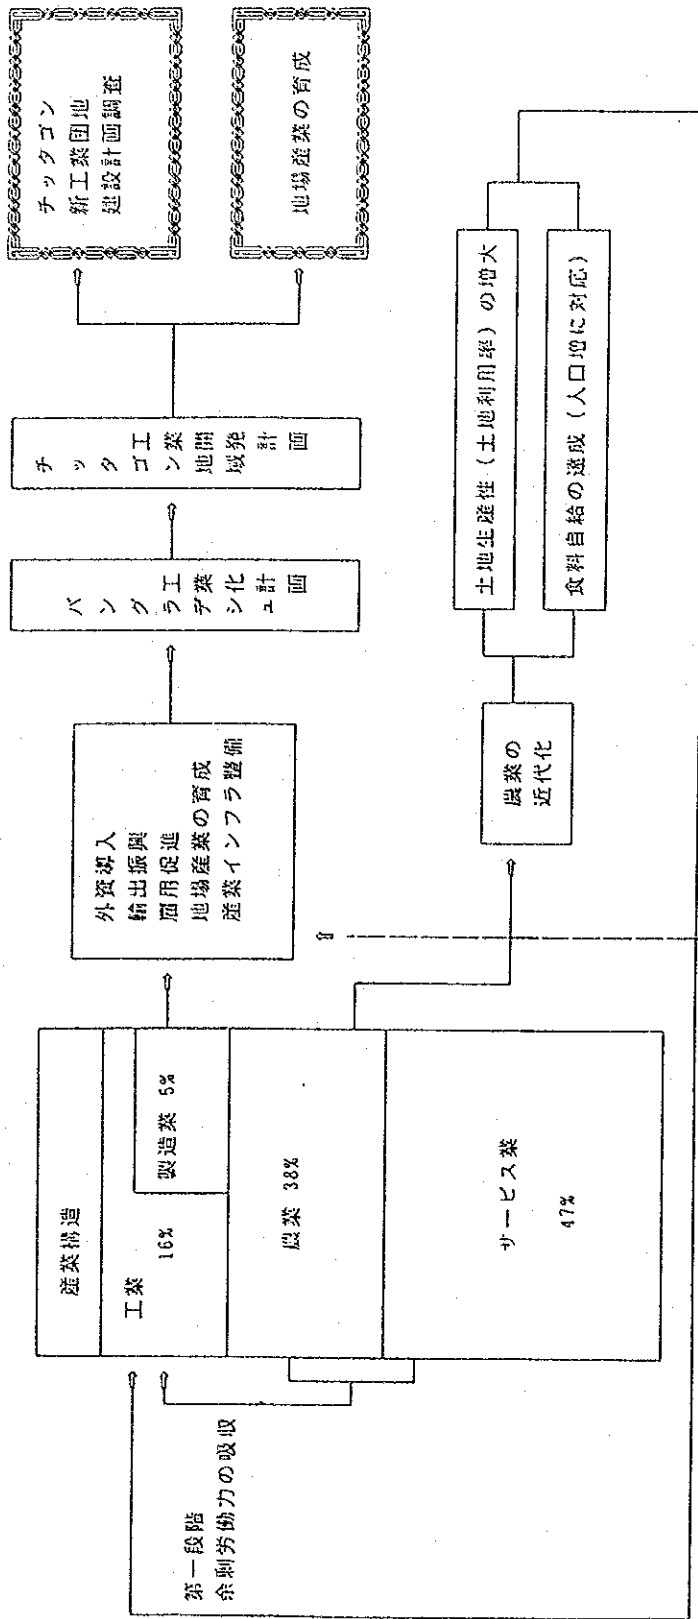 産業構造
工業
16%
製造業 5%
農業 38%
サービス業
47%
第一段階
余剰労働力の吸収
外資導入
輸出振興
雇用促進
地場産業の育成
産業インフラ整備
バングラデシュ
工業化計画
チッタゴン
工業地域開発計画
チッタゴン
新工業団地
建設計画調査
地場産業の育成
農業の
近代化
土地生産性（土地利用率）の増大
食料自給の達成（人口増に対応）